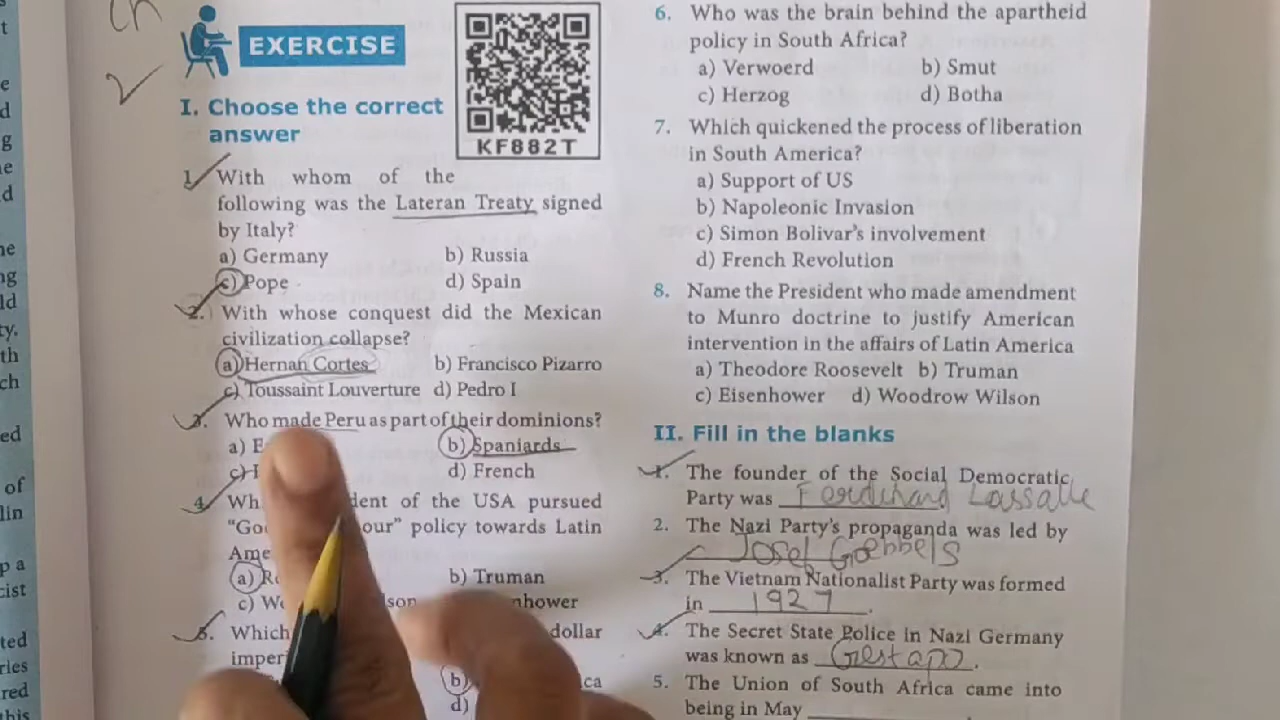 EXERCISE
KF882T
I. Choose the correct
answer
1. With whom of the
following was the Lateran Treaty signed
by Italy?
a) Germany b) Russia
c) Pope d) Spain
2. With whose conquest did the Mexican
civilization collapse?
a) Hernan Cortes b) Francisco Pizarro
c) Toussaint Louverture d) Pedro I
3. Who made Peru as part of their dominions?
a) b) Spaniards
c) d) French
4. of the USA pursued
policy towards Latin
a) b) Truman
c)
5. Which dollar
b)
d)
6. Who was the brain behind the apartheid
policy in South Africa?
a) Verwoerd b) Smut
c) Herzog d) Botha
7. Which quickened the process of liberation
in South America?
a) Support of US
b) Napoleonic Invasion
c) Simon Bolivar's involvement
d) French Revolution
8. Name the President who made amendment
to Munro doctrine to justify American
intervention in the affairs of Latin America
a) Theodore Roosevelt b) Truman
c) Eisenhower d) Woodrow Wilson
II. Fill in the blanks
1. The founder of the Social Democratic
Party was Ferdinand Lassalle
2. The Nazi Party's propaganda was led by
Josef Goebbels
3. The Vietnam Nationalist Party was formed
in 1927.
4. The Secret State Police in Nazi Germany
was known as Gestapo.
5. The Union of South Africa came into
being in May